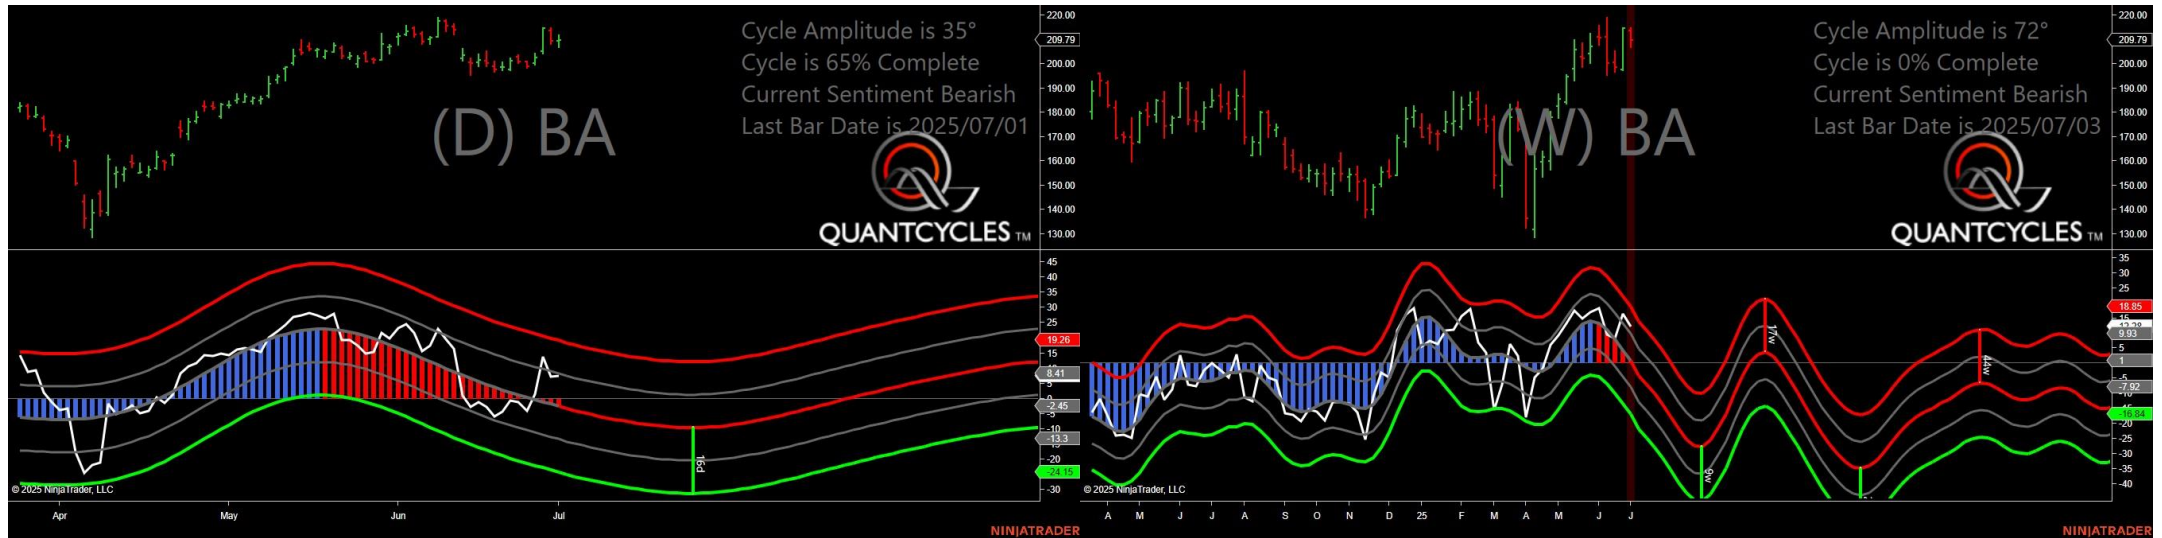 Cycle Amplitude is 35°
Cycle is 65% Complete
Current Sentiment Bearish
Last Bar Date is 2025/07/01
(D) BA
QUANTCYCLES TM
220.00
209.79
200.00
190.00
180.00
170.00
160.00
150.00
140.00
130.00
45
40
35
30
25
19.26
15
8.41
5
-2.45
-5
-10
-13.3
-20
-24.15
-30
16d
© 2025 NinjaTrader, LLC
Apr May Jun Jul
NINJATRADER
Cycle Amplitude is 72°
Cycle is 0% Complete
Current Sentiment Bearish
Last Bar Date is 2025/07/03
(W) BA
QUANTCYCLES TM
220.00
209.79
200.00
190.00
180.00
170.00
160.00
150.00
140.00
130.00
35
30
25
18.85
15
9.93
5
1
-5
-7.92
-16.84
-20
-25
-30
-35
-40
17w
44w
9w
© 2025 NinjaTrader, LLC
A M J J A S O N D 25 F M A M J J
NINJATRADER